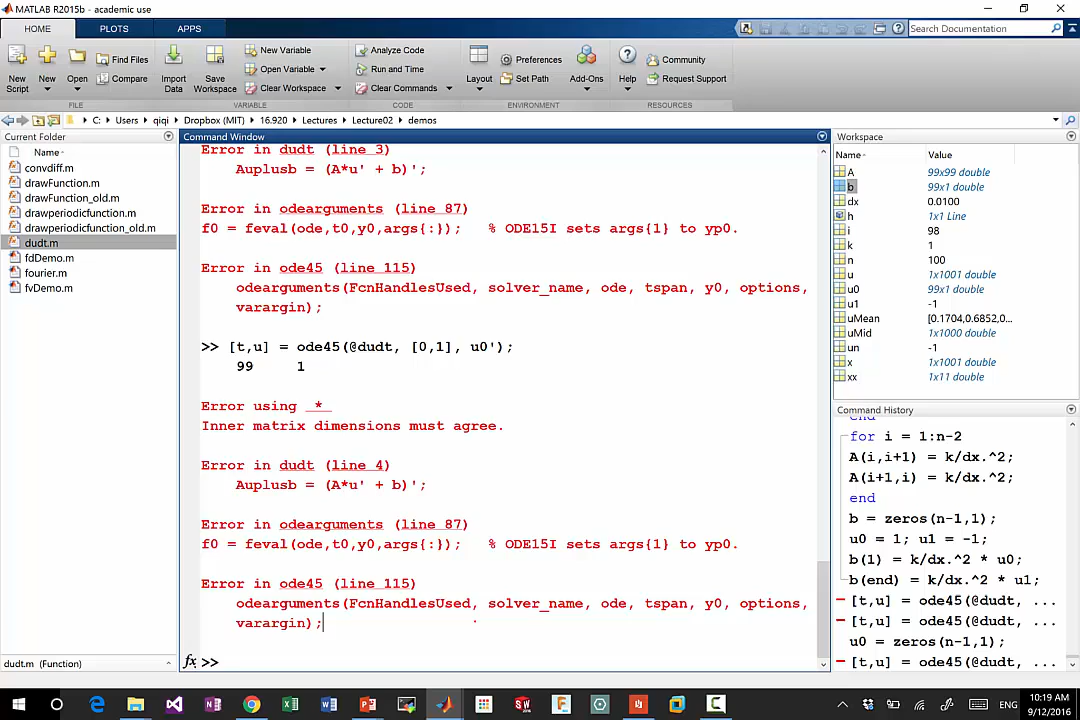 MATLAB R2015b - academic use
HOME PLOTS APPS
Search Documentation
New Script
New
Open
Find Files
Compare
Import Data
Save Workspace
New Variable
Open Variable
Clear Workspace
Analyze Code
Run and Time
Clear Commands
Layout
Preferences
Set Path
Add-Ons
Help
Community
Request Support
FILE VARIABLE CODE ENVIRONMENT RESOURCES
C: Users qiqi Dropbox (MIT) 16.920 Lectures Lecture02 demos
Current Folder
Name
convdiff.m
drawFunction.m
drawFunction_old.m
drawperiodicfunction.m
drawperiodicfunction_old.m
dudt.m
fdDemo.m
fourier.m
fvDemo.m
dudt.m (Function)
Command Window
Error in dudt (line 3)
Auplusb = (A*u' + b)';
Error in odearguments (line 87)
f0 = feval(ode,t0,y0,args{:}); % ODE15I sets args{1} to yp0.
Error in ode45 (line 115)
odearguments(FcnHandlesUsed, solver_name, ode, tspan, y0, options,
varargin);
>> [t,u] = ode45(@dudt, [0,1], u0');
99 1
Error using *
Inner matrix dimensions must agree.
Error in dudt (line 4)
Auplusb = (A*u' + b)';
Error in odearguments (line 87)
f0 = feval(ode,t0,y0,args{:}); % ODE15I sets args{1} to yp0.
Error in ode45 (line 115)
odearguments(FcnHandlesUsed, solver_name, ode, tspan, y0, options,
varargin);
fx >>
Workspace
Name Value
A 99x99 double
b 99x1 double
dx 0.0100
h 1x1 Line
i 98
k 1
n 100
u 1x1001 double
u0 99x1 double
u1 -1
uMean [0.1704,0.6852,0...
uMid 1x1000 double
un -1
x 1x1001 double
xx 1x11 double
Command History
end
for i = 1:n-2
A(i,i+1) = k/dx.^2;
A(i+1,i) = k/dx.^2;
end
b = zeros(n-1,1);
u0 = 1; u1 = -1;
b(1) = k/dx.^2 * u0;
b(end) = k/dx.^2 * u1;
[t,u] = ode45(@dudt, ...
[t,u] = ode45(@dudt, ...
u0 = zeros(n-1,1);
[t,u] = ode45(@dudt, ...
ENG
10:19 AM
9/12/2016